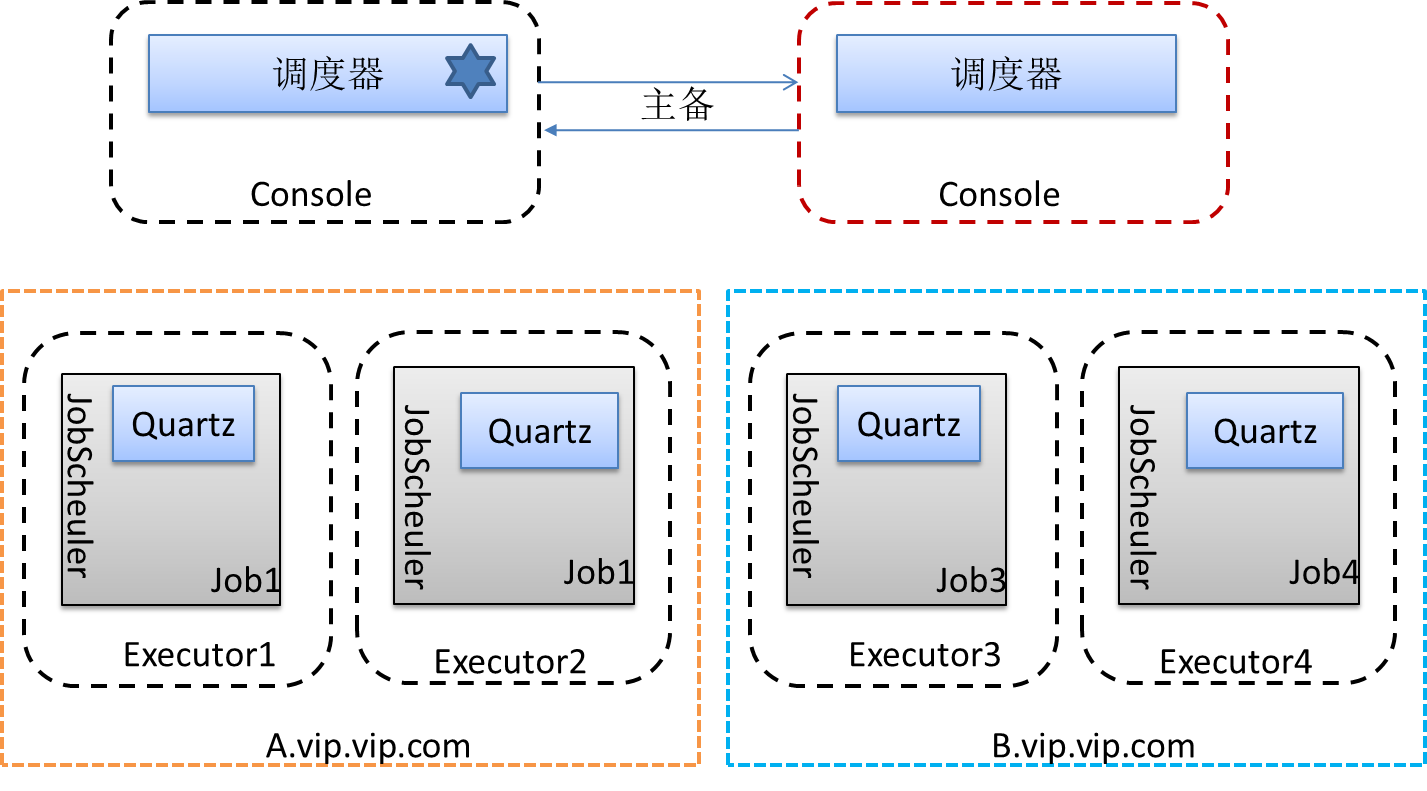 调度器
调度器
主备
Console
Console
JobScheuler
Quartz
Job1
Executor1
JobScheuler
Quartz
Job1
Executor2
A.vip.vip.com
JobScheuler
Quartz
Job3
Executor3
JobScheuler
Quartz
Job4
Executor4
B.vip.vip.com